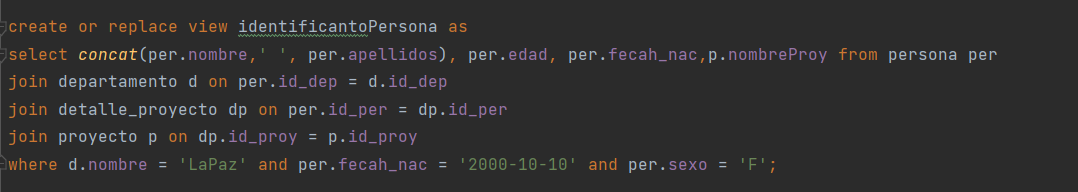 create or replace view identificantoPersona as
select concat(per.nombre,' ', per.apellidos), per.edad, per.fecah_nac,p.nombreProy from persona per
join departamento d on per.id_dep = d.id_dep
join detalle_proyecto dp on per.id_per = dp.id_per
join proyecto p on dp.id_proy = p.id_proy
where d.nombre = 'LaPaz' and per.fecah_nac = '2000-10-10' and per.sexo = 'F';